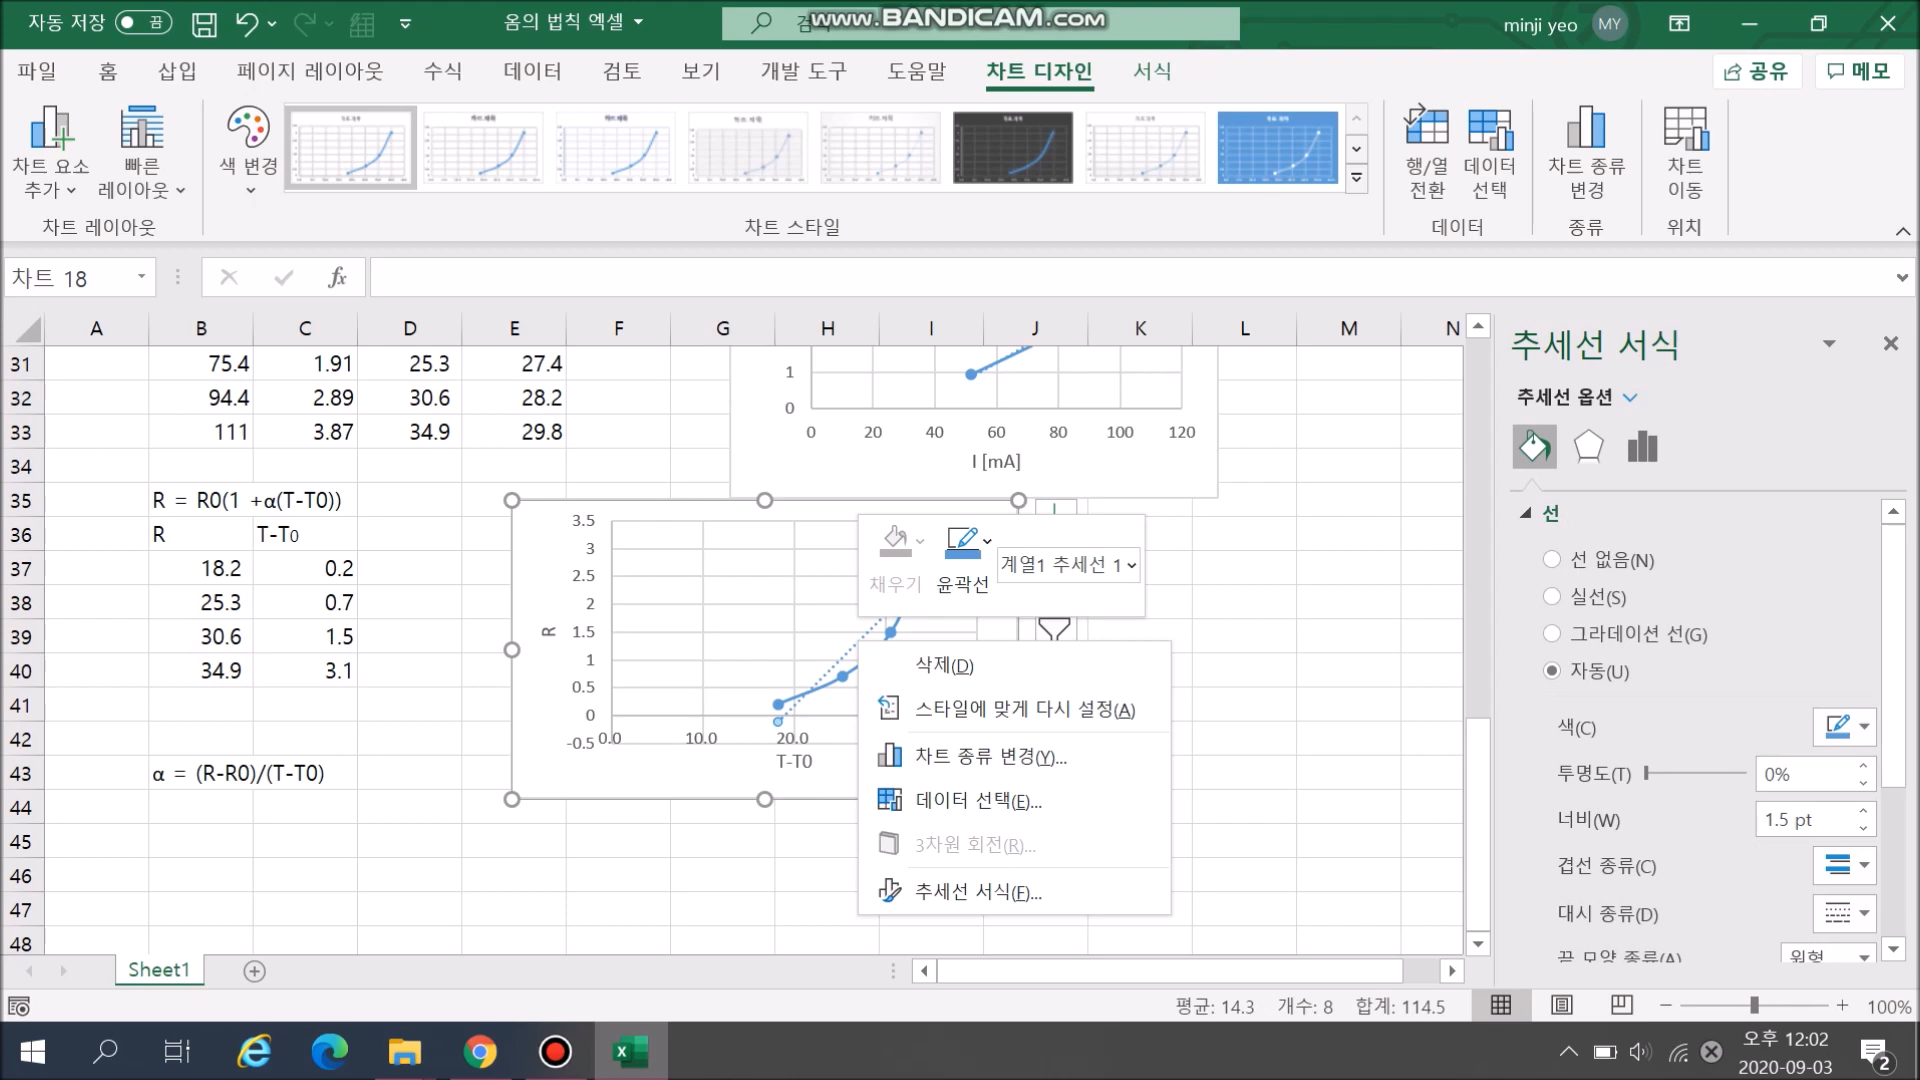 자동 저장 끔
옴의 법칙 엑셀
www.BANDICAM.com
minji yeo MY
파일 홈 삽입 페이지 레이아웃 수식 데이터 검토 보기 개발 도구 도움말 차트 디자인 서식
공유 메모
차트 요소 추가
빠른 레이아웃
색 변경
행/열 전환
데이터 선택
차트 종류 변경
차트 이동
차트 레이아웃 차트 스타일 데이터 종류 위치
차트 18 fx
A B C D E F G H I J K L M N
31 75.4 1.91 25.3 27.4
32 94.4 2.89 30.6 28.2
33 111 3.87 34.9 29.8
34
35 R = R0(1 +α(T-T0))
36 R T-T₀
37 18.2 0.2
38 25.3 0.7
39 30.6 1.5
40 34.9 3.1
41
42
43 α = (R-R0)/(T-T0)
44
45
46
47
48
1
0
0 20 40 60 80 100 120
I [mA]
3.5
3
2.5
2
1.5
1
0.5
0
-0.5
R
0.0 10.0 20.0
T-T0
채우기 윤곽선 계열1 추세선 1
삭제(D)
스타일에 맞게 다시 설정(A)
차트 종류 변경(Y)...
데이터 선택(E)...
3차원 회전(R)...
추세선 서식(F)...
추세선 서식
추세선 옵션
선
선 없음(N)
실선(S)
그라데이션 선(G)
자동(U)
색(C)
투명도(T) 0%
너비(W) 1.5 pt
겹선 종류(C)
대시 종류(D)
끝 모양 종류(A) 원형
Sheet1
평균: 14.3 개수: 8 합계: 114.5 100%
오후 12:02
2020-09-03
2